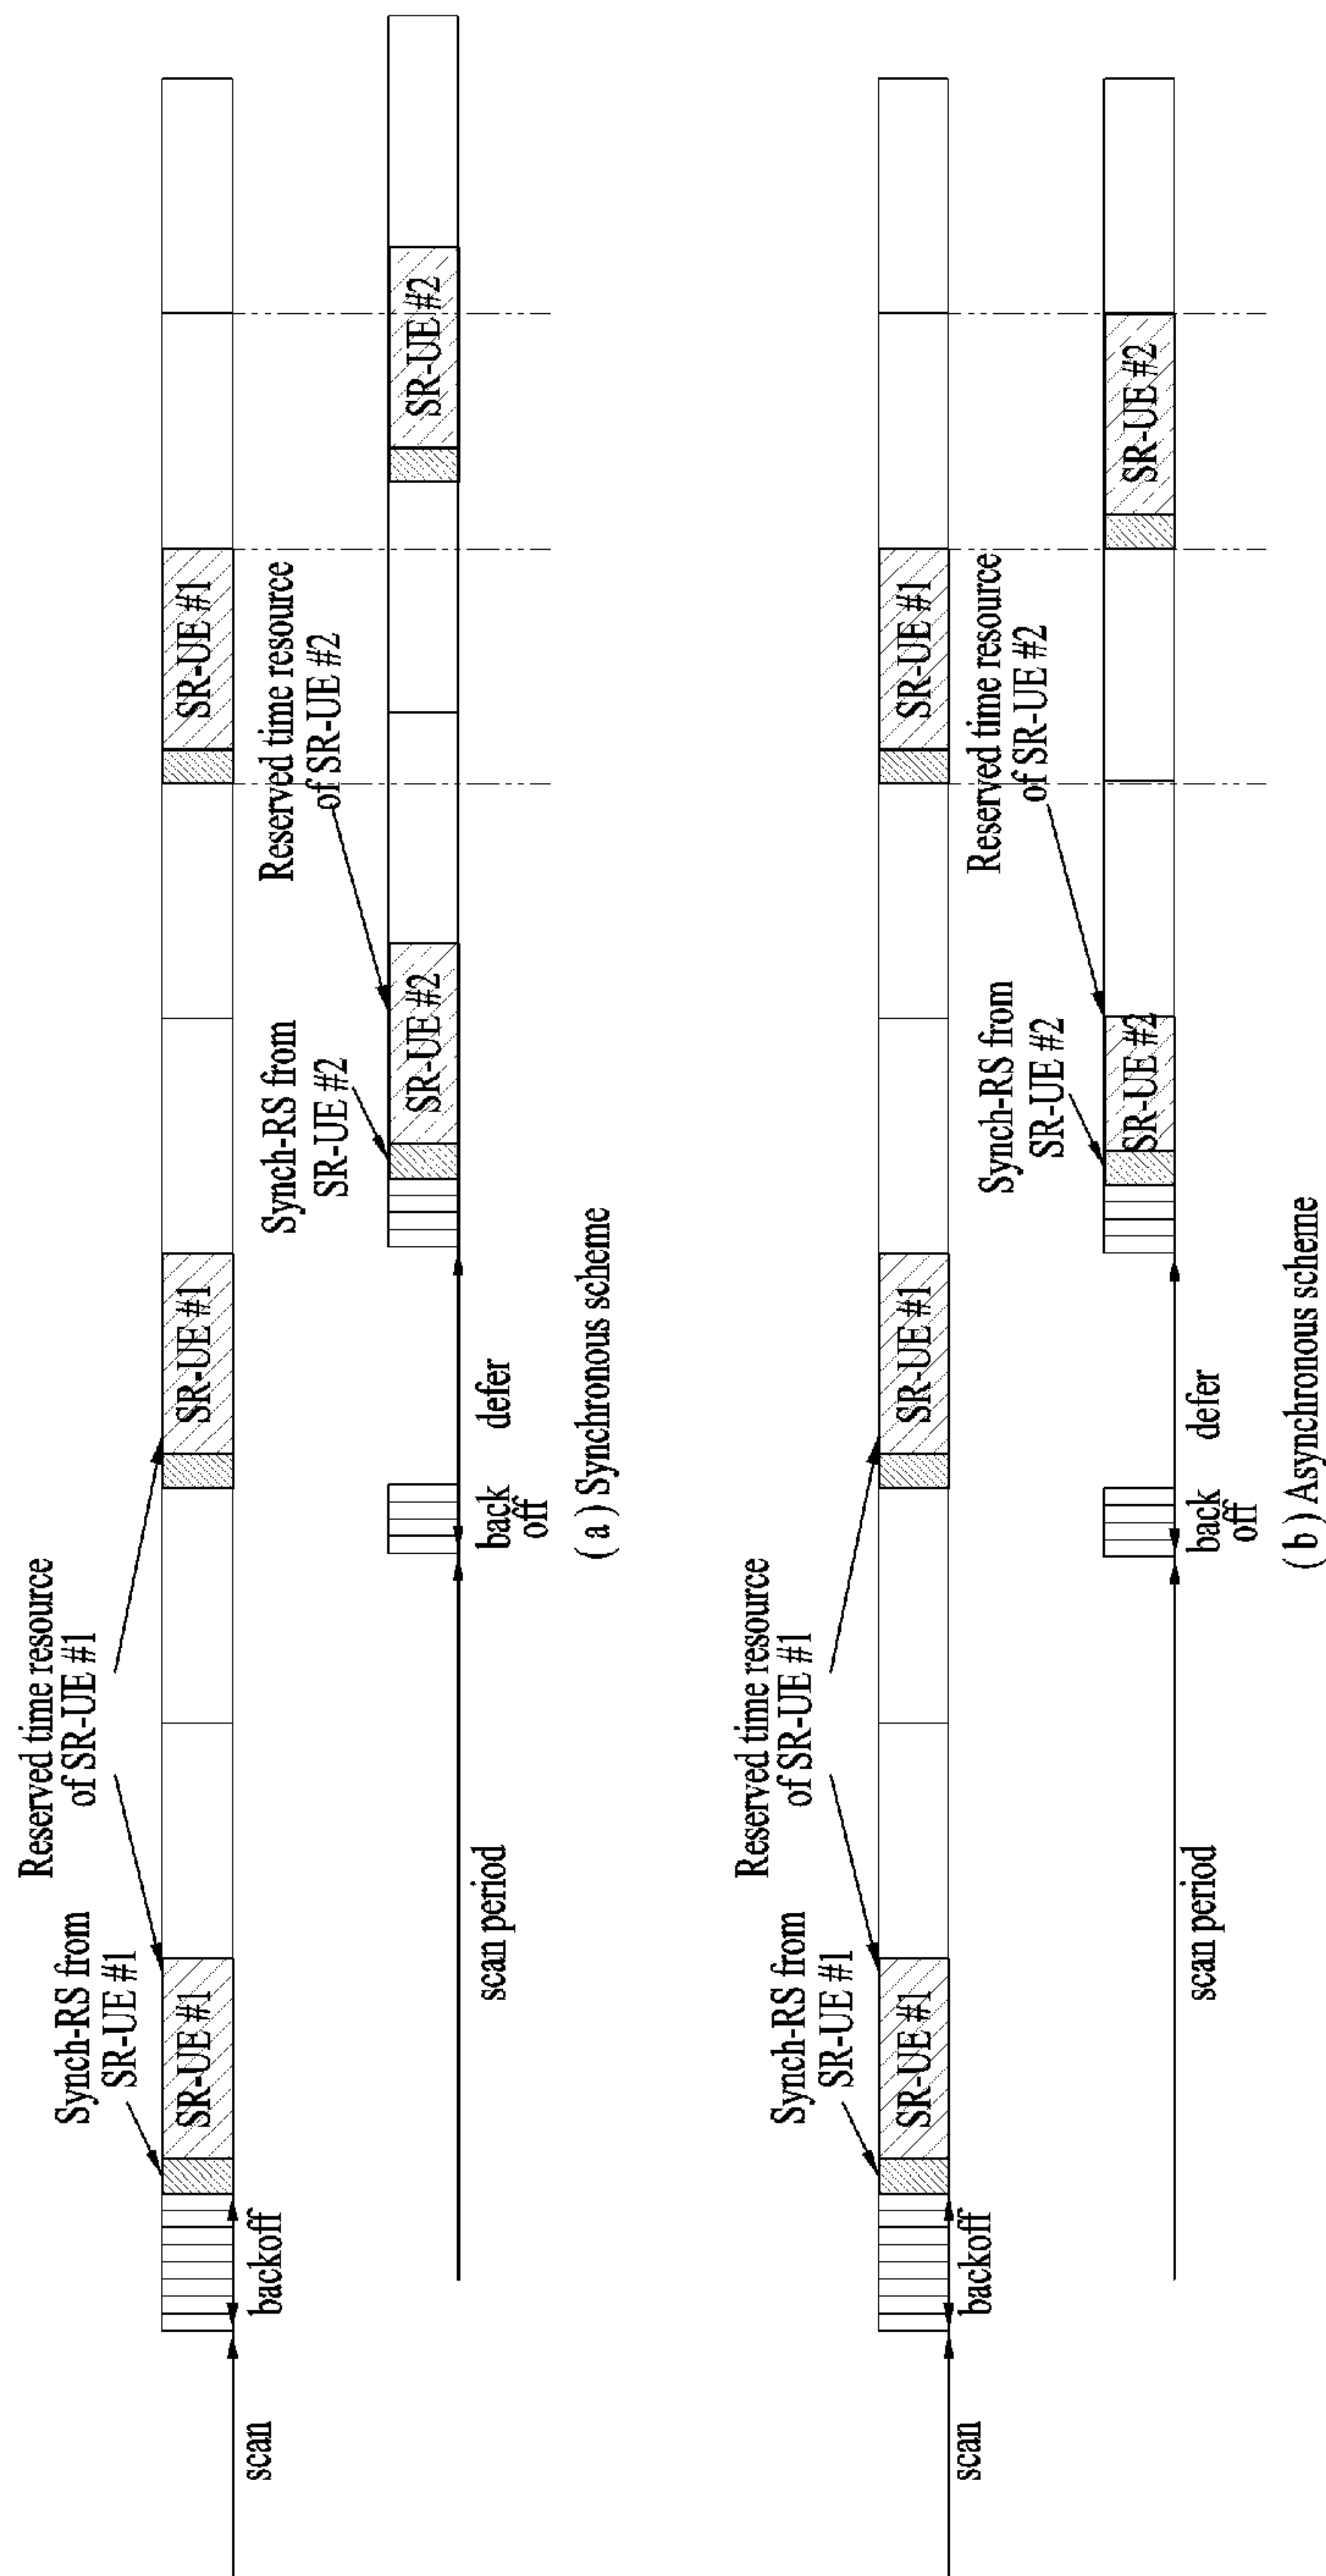 Reserved time resource
of SR-UE #1
Synch-RS from
SR-UE #1
SR-UE #1
SR-UE #1
SR-UE #1
scan
backoff
Reserved time resource
of SR-UE #2
Synch-RS from
SR-UE #2
SR-UE #2
SR-UE #2
scan period
back
off
defer
( a ) Synchronous scheme
Reserved time resource
of SR-UE #1
Synch-RS from
SR-UE #1
SR-UE #1
SR-UE #1
SR-UE #1
scan
backoff
Reserved time resource
of SR-UE #2
Synch-RS from
SR-UE #2
SR-UE #2
SR-UE #2
scan period
back
off
defer
( b ) Asynchronous scheme